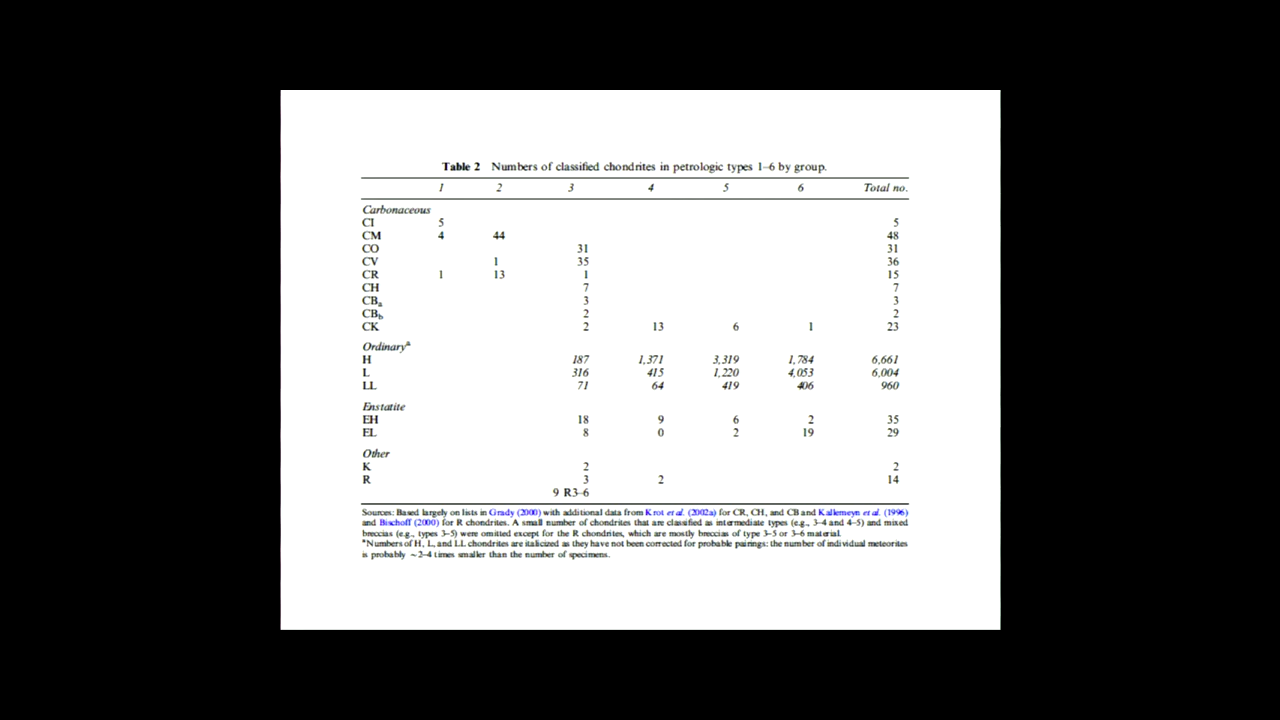 Table 2 Numbers of classified chondrites in petrologic types 1–6 by group.
1 2 3 4 5 6 Total no.
Carbonaceous
CI 5 5
CM 4 44 48
CO 31 31
CV 1 35 36
CR 1 13 1 15
CH 7 7
CBa 3 3
CBb 2 2
CK 2 13 6 1 23
Ordinarya
H 187 1,371 3,319 1,784 6,661
L 316 415 1,220 4,053 6,004
LL 71 64 419 406 960
Enstatite
EH 18 9 6 2 35
EL 8 0 2 19 29
Other
K 2 2
R 3 2 14
9 R3–6
Sources: Based largely on lists in Grady (2000) with additional data from Krot et al. (2002a) for CR, CH, and CB and Kallemeyn et al. (1996)
and Bischoff (2000) for R chondrites. A small number of chondrites that are classified as intermediate types (e.g., 3–4 and 4–5) and mixed
breccias (e.g., types 3–5) were omitted except for the R chondrites, which are mostly breccias of type 3–5 or 3–6 material.
aNumbers of H, L, and LL chondrites are italicized as they have not been corrected for probable pairings: the number of individual meteorites
is probably ~2–4 times smaller than the number of specimens.